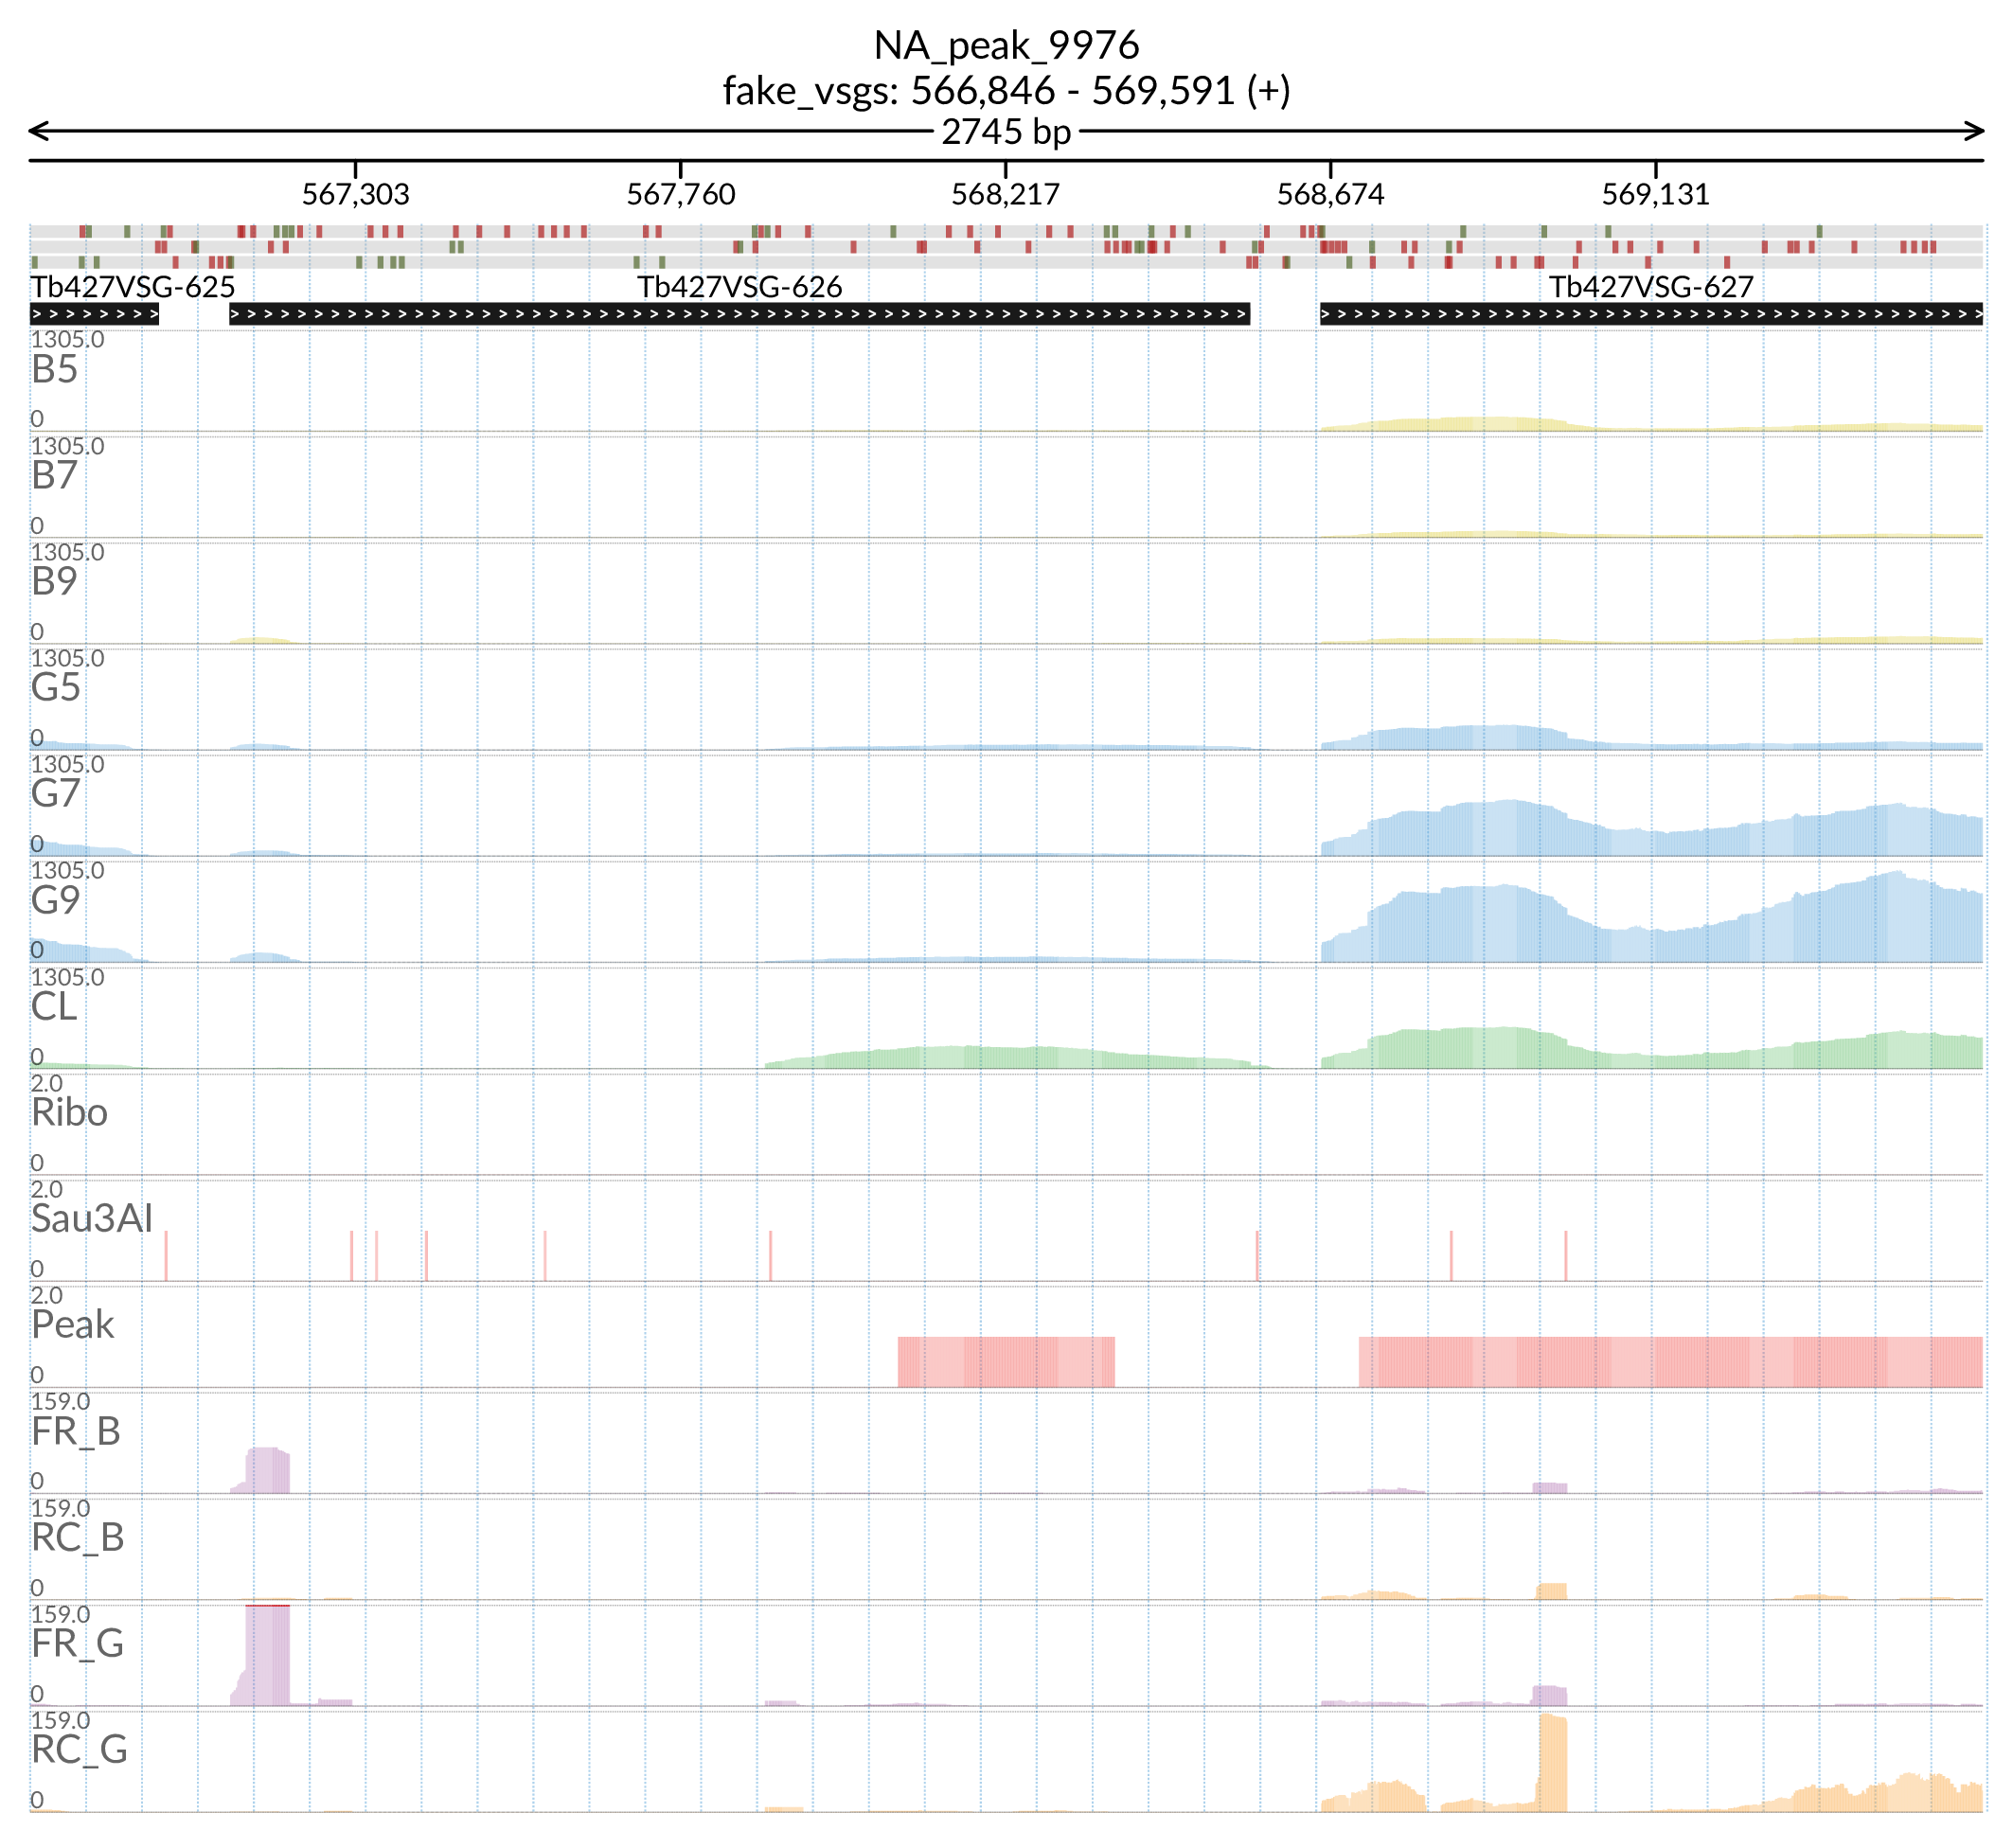 NA_peak_9976
fake_vsgs: 566,846 - 569,591 (+)
2745 bp
567,303 567,760 568,217 568,674 569,131
Tb427VSG-625 Tb427VSG-626 Tb427VSG-627
1305.0
B5
0
1305.0
B7
0
1305.0
B9
0
1305.0
G5
0
1305.0
G7
0
1305.0
G9
0
1305.0
CL
0
2.0
Ribo
0
2.0
Sau3AI
0
2.0
Peak
0
159.0
FR_B
0
159.0
RC_B
0
159.0
FR_G
0
159.0
RC_G
0